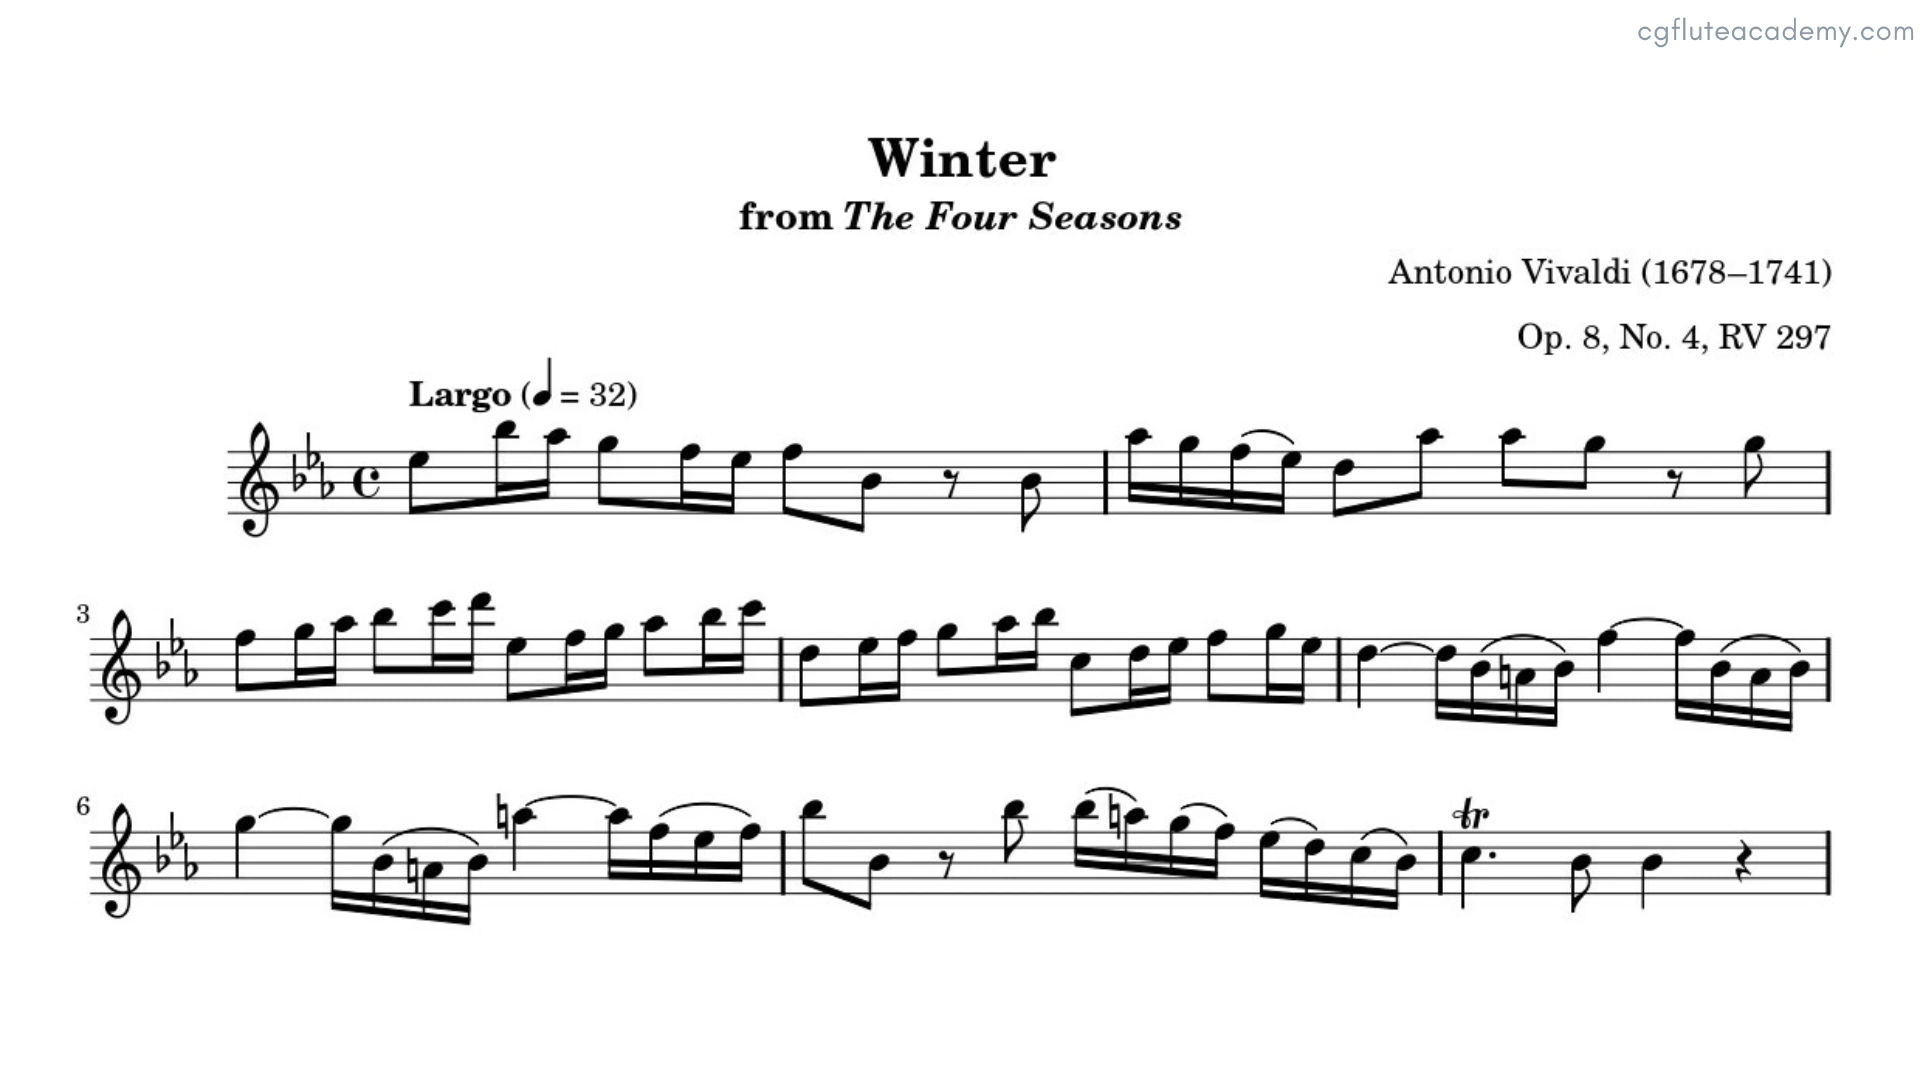 cgfluteacademy.com
Winter
from The Four Seasons
Antonio Vivaldi (1678–1741)
Op. 8, No. 4, RV 297
Largo (♩ = 32)
3
6
tr